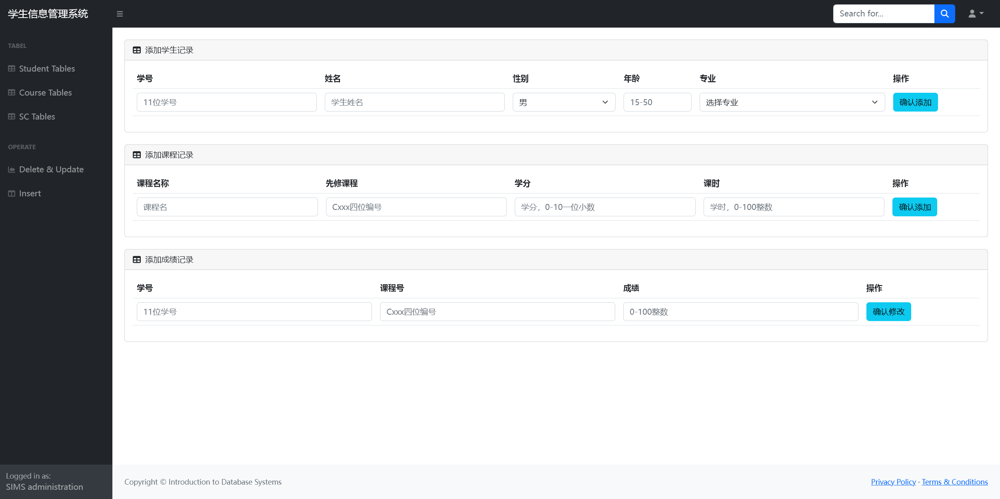 学生信息管理系统
Search for...
TABEL
Student Tables
Course Tables
SC Tables
OPERATE
Delete & Update
Insert
Logged in as:
SIMS administration
添加学生记录
学号 姓名 性别 年龄 专业 操作
11位学号 学生姓名 男 15-50 选择专业 确认添加
添加课程记录
课程名称 先修课程 学分 课时 操作
课程名 Cxxx四位编号 学分，0-10一位小数 学时，0-100整数 确认添加
添加成绩记录
学号 课程号 成绩 操作
11位学号 Cxxx四位编号 0-100整数 确认修改
Copyright © Introduction to Database Systems
Privacy Policy · Terms & Conditions